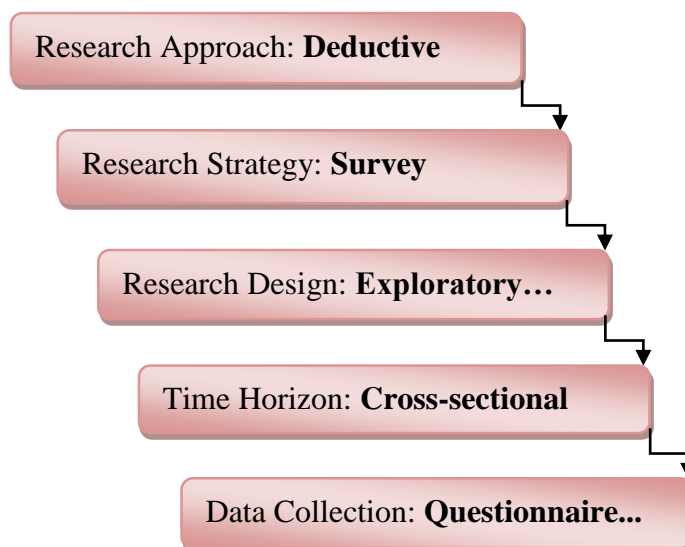 Research Approach: Deductive
Research Strategy: Survey
Research Design: Exploratory…
Time Horizon: Cross-sectional
Data Collection: Questionnaire...